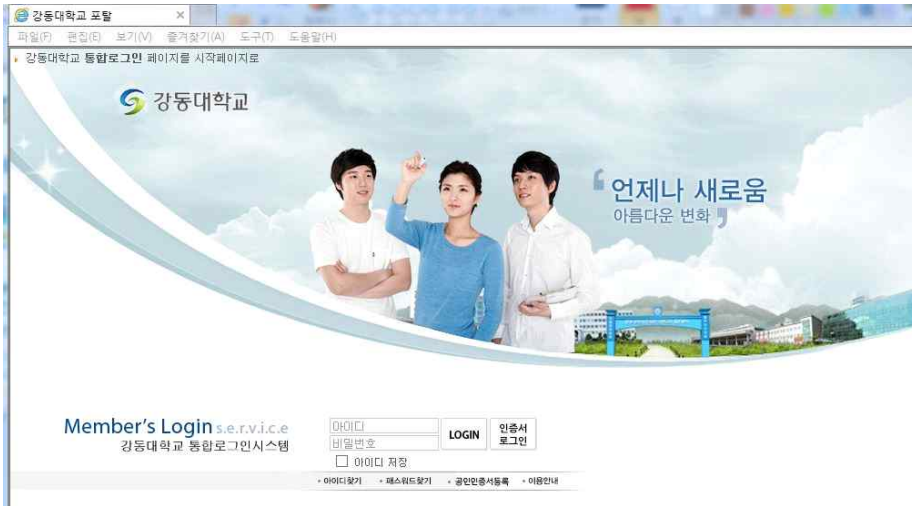 강동대학교 포탈
파일(F) 편집(E) 보기(V) 즐겨찾기(A) 도구(T) 도움말(H)
강동대학교 통합로그인 페이지를 시작페이지로
강동대학교
‘언제나 새로움
아름다운 변화’
Member's Login s.e.r.v.i.c.e
강동대학교 통합로그인시스템
아이디
비밀번호
LOGIN
인증서
로그인
아이디 저장
아이디찾기 패스워드찾기 공인인증서등록 이용안내